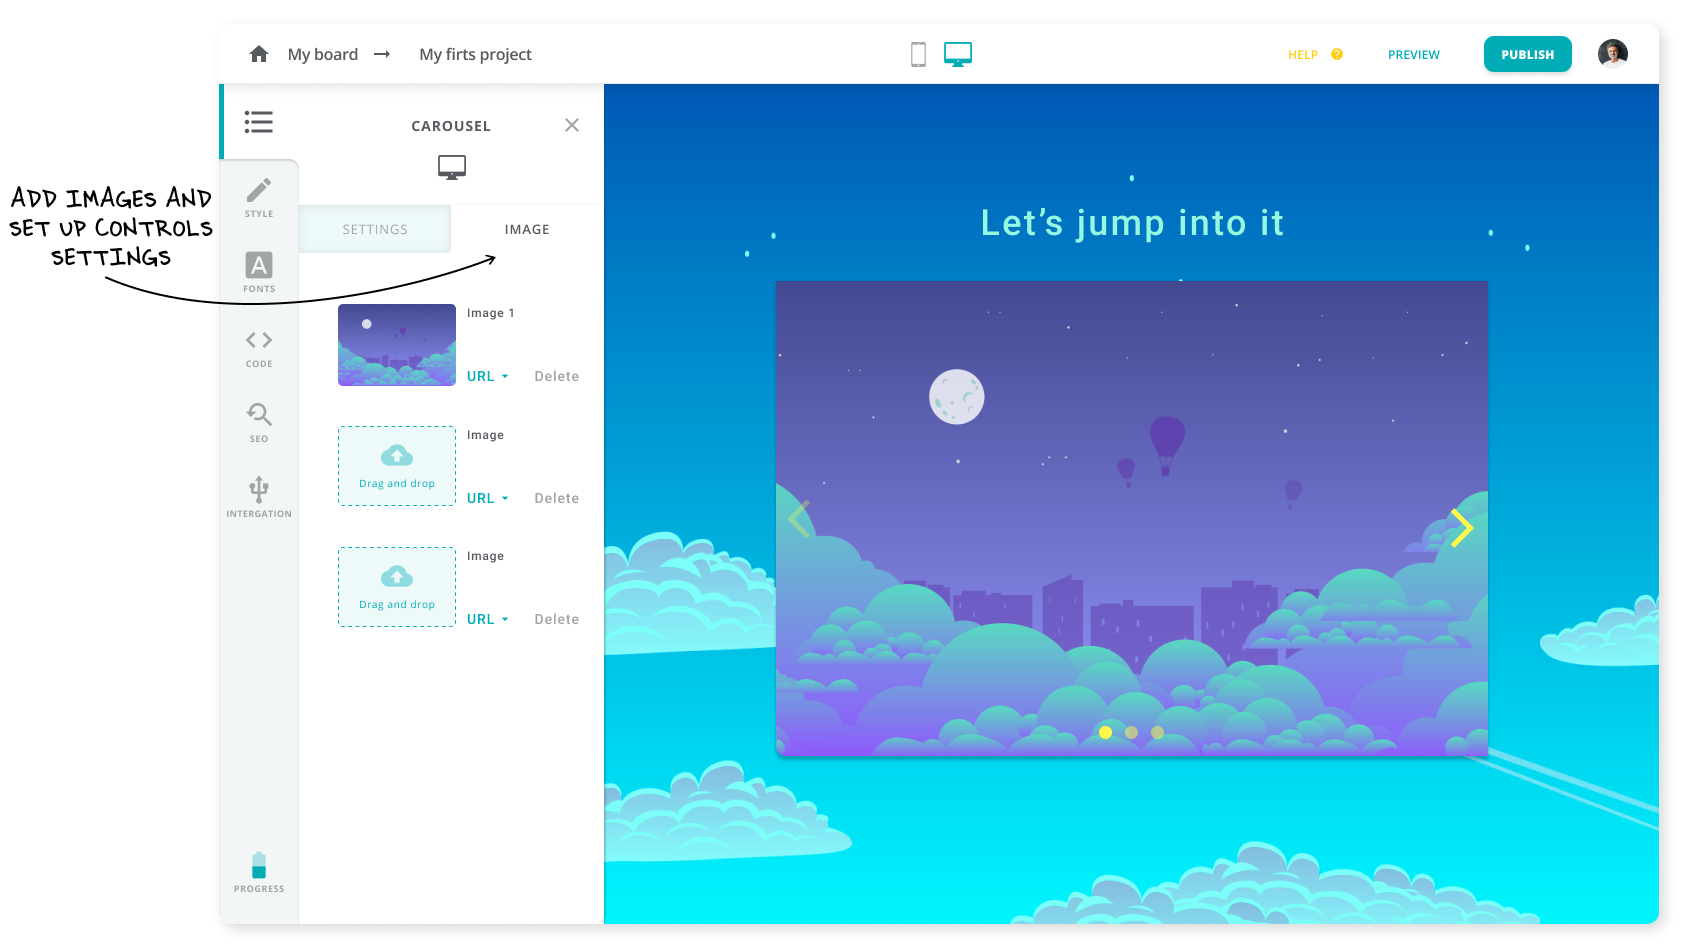 My board
My firts project
HELP
PREVIEW
PUBLISH
CAROUSEL
ADD IMAGES AND
SET UP CONTROLS
SETTINGS
STYLE
FONTS
CODE
SEO
INTERGATION
PROGRESS
SETTINGS
IMAGE
Image 1
URL
Delete
Image
Drag and drop
URL
Delete
Image
Drag and drop
URL
Delete
Let’s jump into it